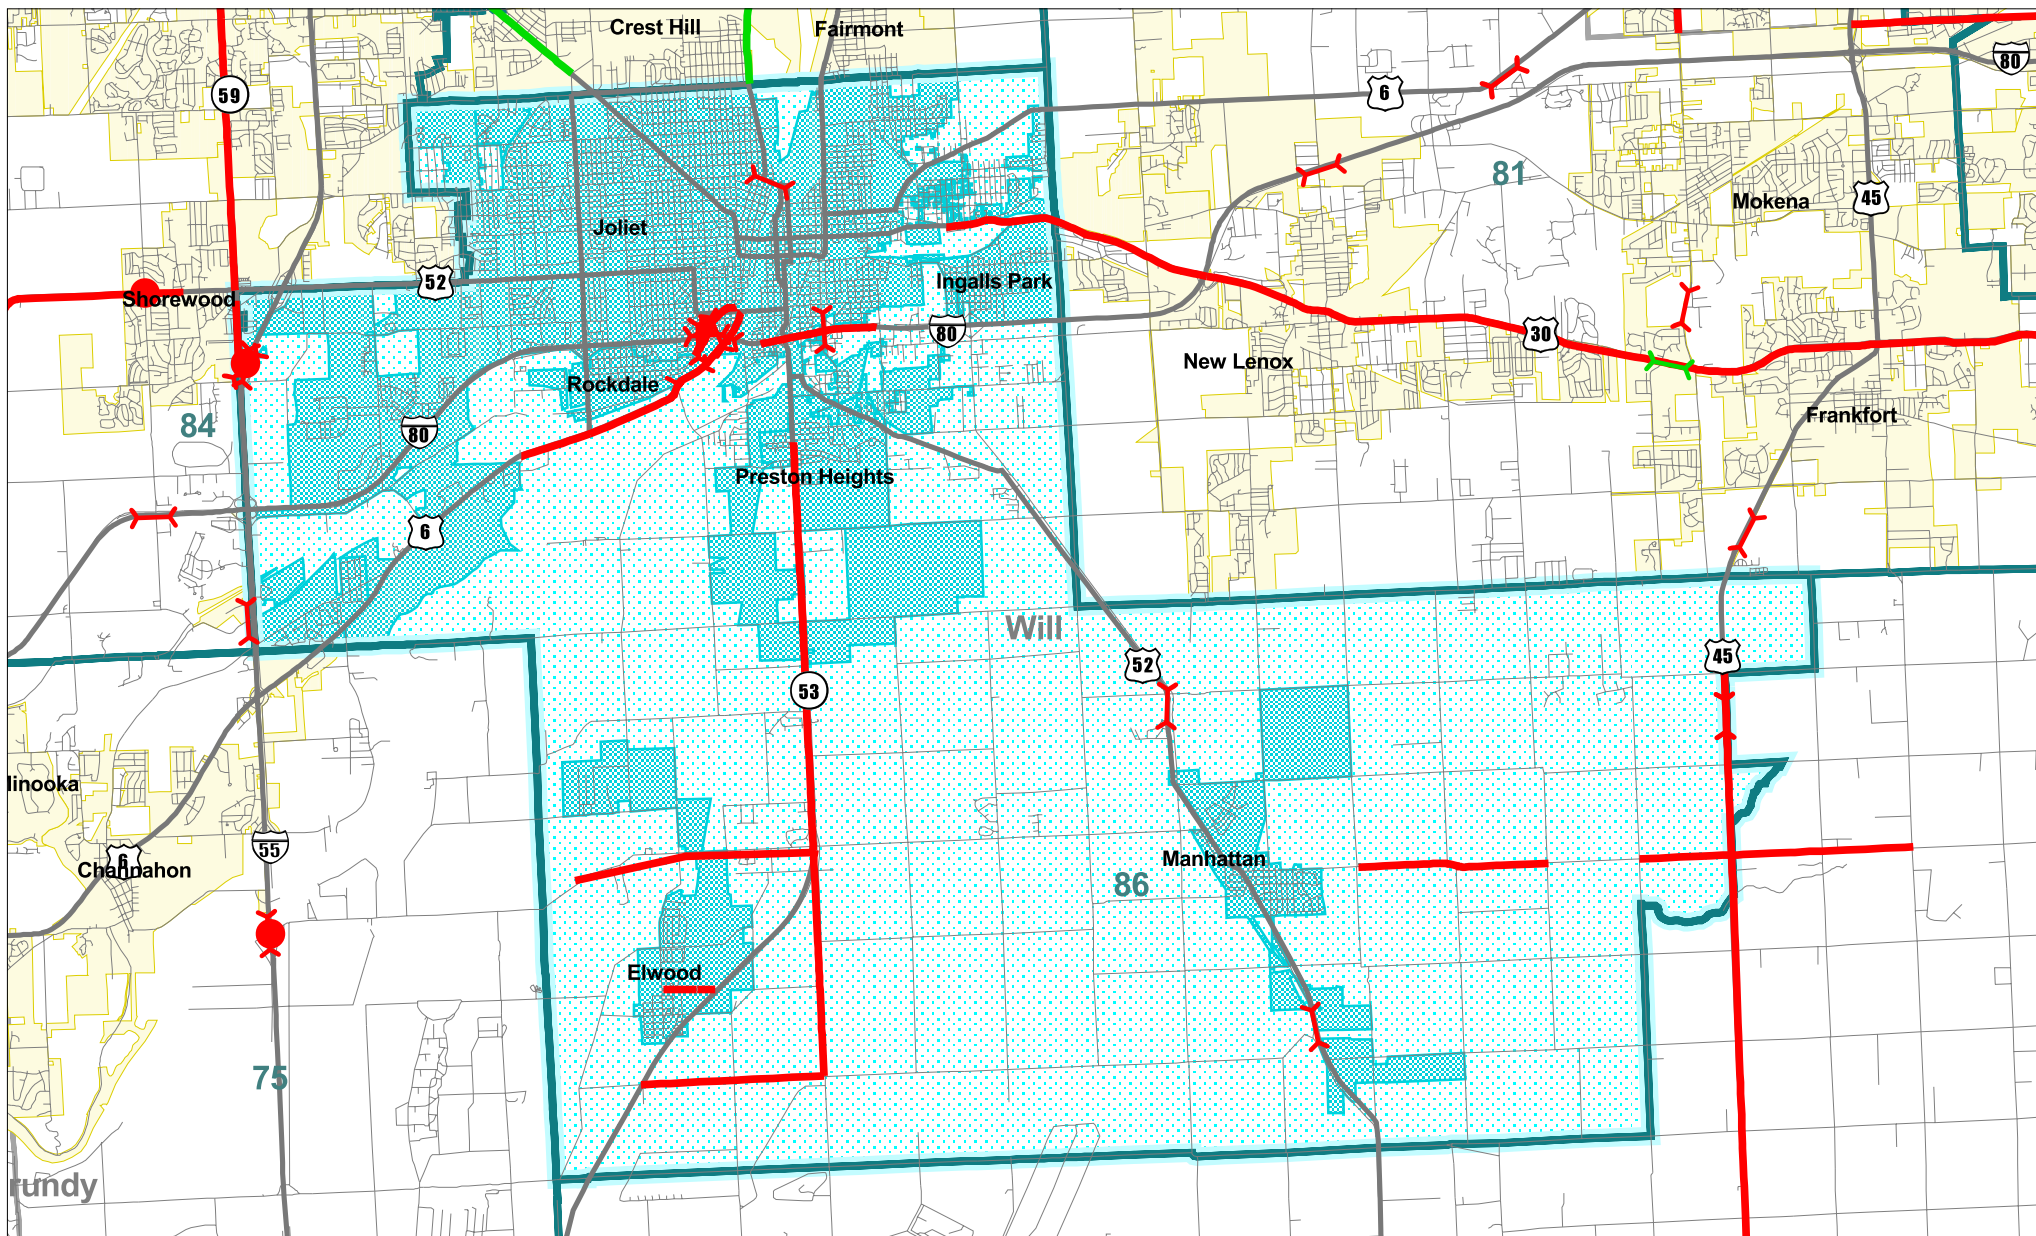 Crest Hill
Fairmont
80
59
6
81
45
Mokena
Joliet
52
Ingalls Park
Shorewood
80
30
New Lenox
Rockdale
Frankfort
84
80
Preston Heights
6
Will
52
45
53
linooka
55
6
Channahon
Manhattan
86
Elwood
75
rundy